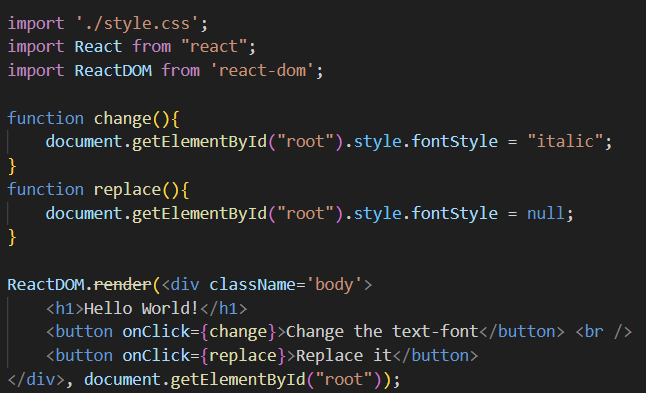 import './style.css';
import React from "react";
import ReactDOM from 'react-dom';
function change(){
    document.getElementById("root").style.fontStyle = "italic";
}
function replace(){
    document.getElementById("root").style.fontStyle = null;
}
ReactDOM.render(<div className='body'>
    <h1>Hello World!</h1>
    <button onClick={change}>Change the text-font</button> <br />
    <button onClick={replace}>Replace it</button>
</div>, document.getElementById("root"));